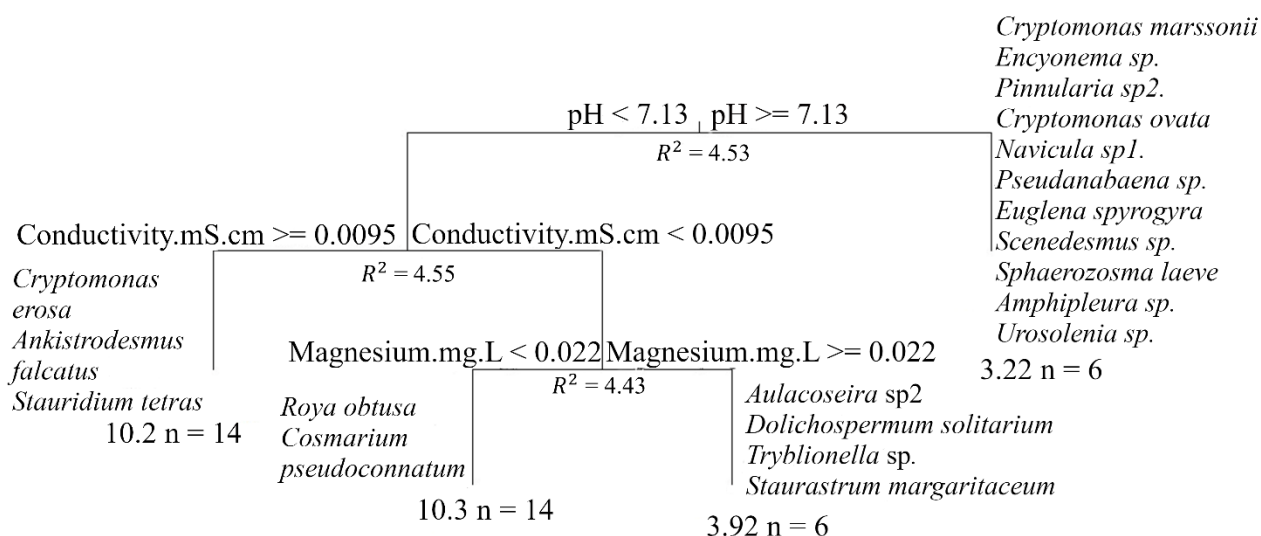 Cryptomonas marssonii
Encyonema sp.
Pinnularia sp2.
Cryptomonas ovata
Navicula sp1.
Pseudanabaena sp.
Euglena spyrogyra
Scenedesmus sp.
Sphaerozosma laeve
Amphipleura sp.
Urosolenia sp.
3.22 n = 6
pH < 7.13 pH >= 7.13
R² = 4.53
Conductivity.mS.cm >= 0.0095 Conductivity.mS.cm < 0.0095
R² = 4.55
Cryptomonas
erosa
Ankistrodesmus
falcatus
Stauridium tetras
10.2 n = 14
Magnesium.mg.L < 0.022 Magnesium.mg.L >= 0.022
R² = 4.43
Roya obtusa
Cosmarium
pseudoconnatum
10.3 n = 14
Aulacoseira sp2
Dolichospermum solitarium
Tryblionella sp.
Staurastrum margaritaceum
3.92 n = 6